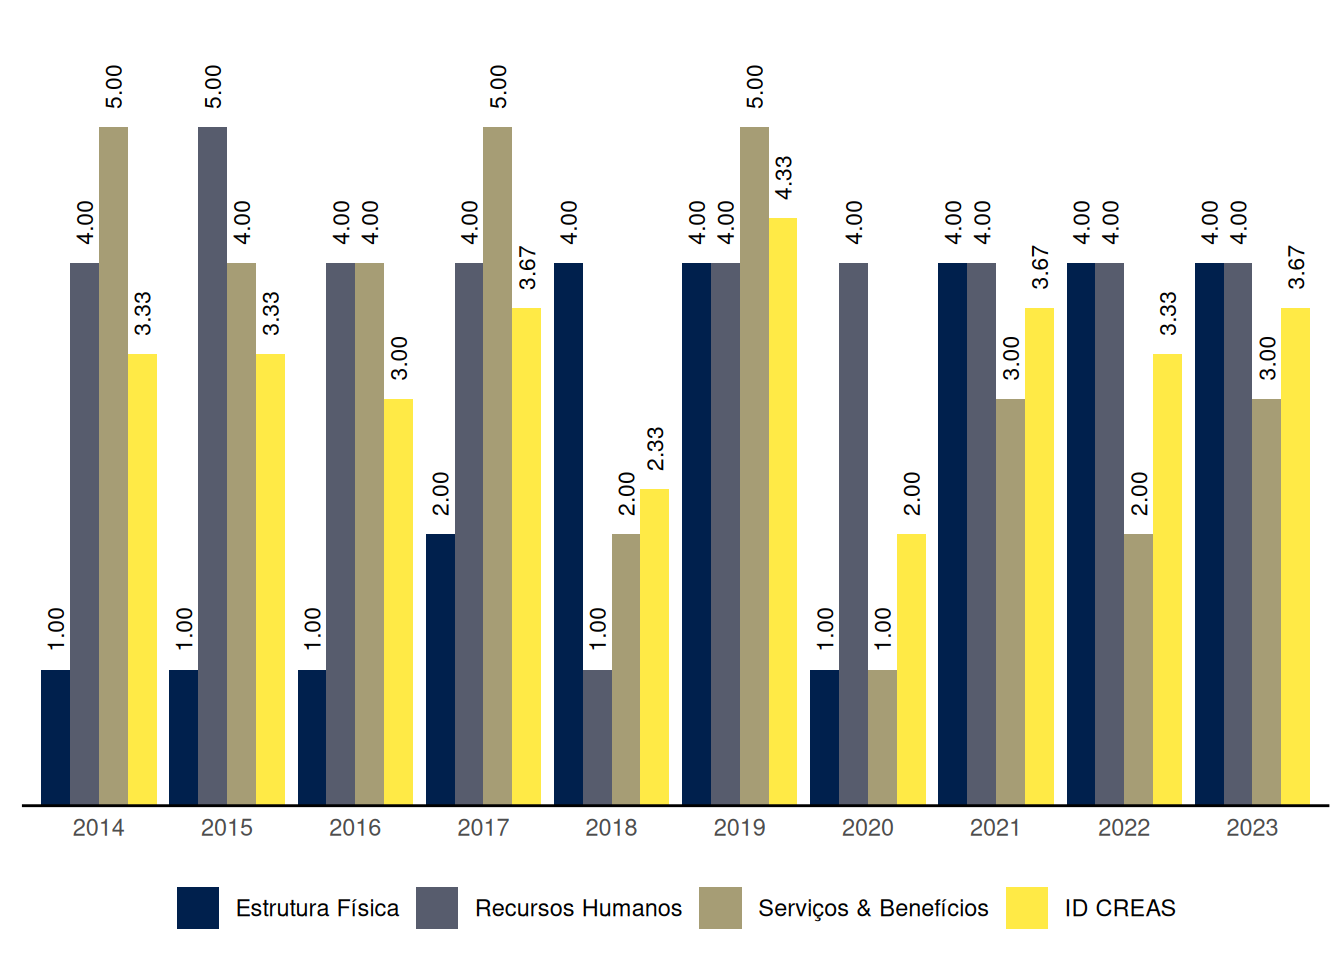 1.00 4.00 5.00 3.33
1.00 5.00 4.00 3.33
1.00 4.00 4.00 3.00
2.00 4.00 5.00 3.67
4.00 1.00 2.00 2.33
4.00 4.00 5.00 4.33
1.00 4.00 1.00 2.00
4.00 4.00 3.00 3.67
4.00 4.00 2.00 3.33
4.00 4.00 3.00 3.67
2014 2015 2016 2017 2018 2019 2020 2021 2022 2023
Estrutura Física Recursos Humanos Serviços & Benefícios ID CREAS